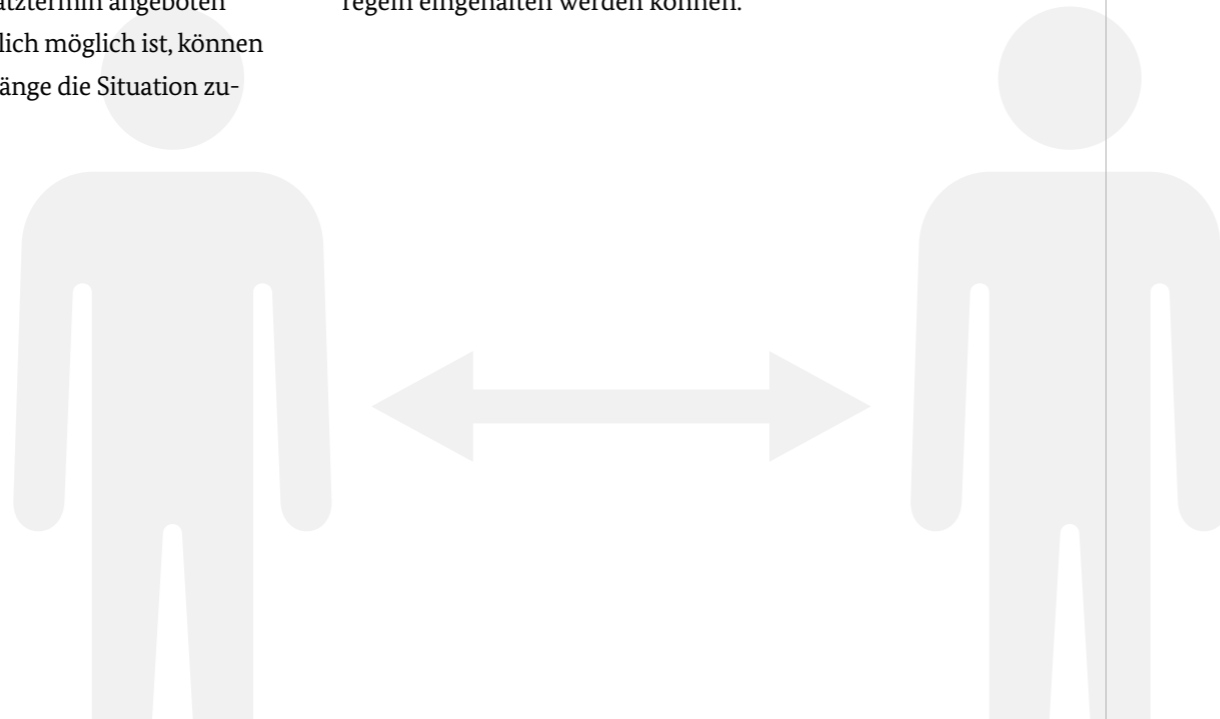 atztermin angeboten
lich möglich ist, können
änge die Situation zu-
regeln eingehalten werden können.